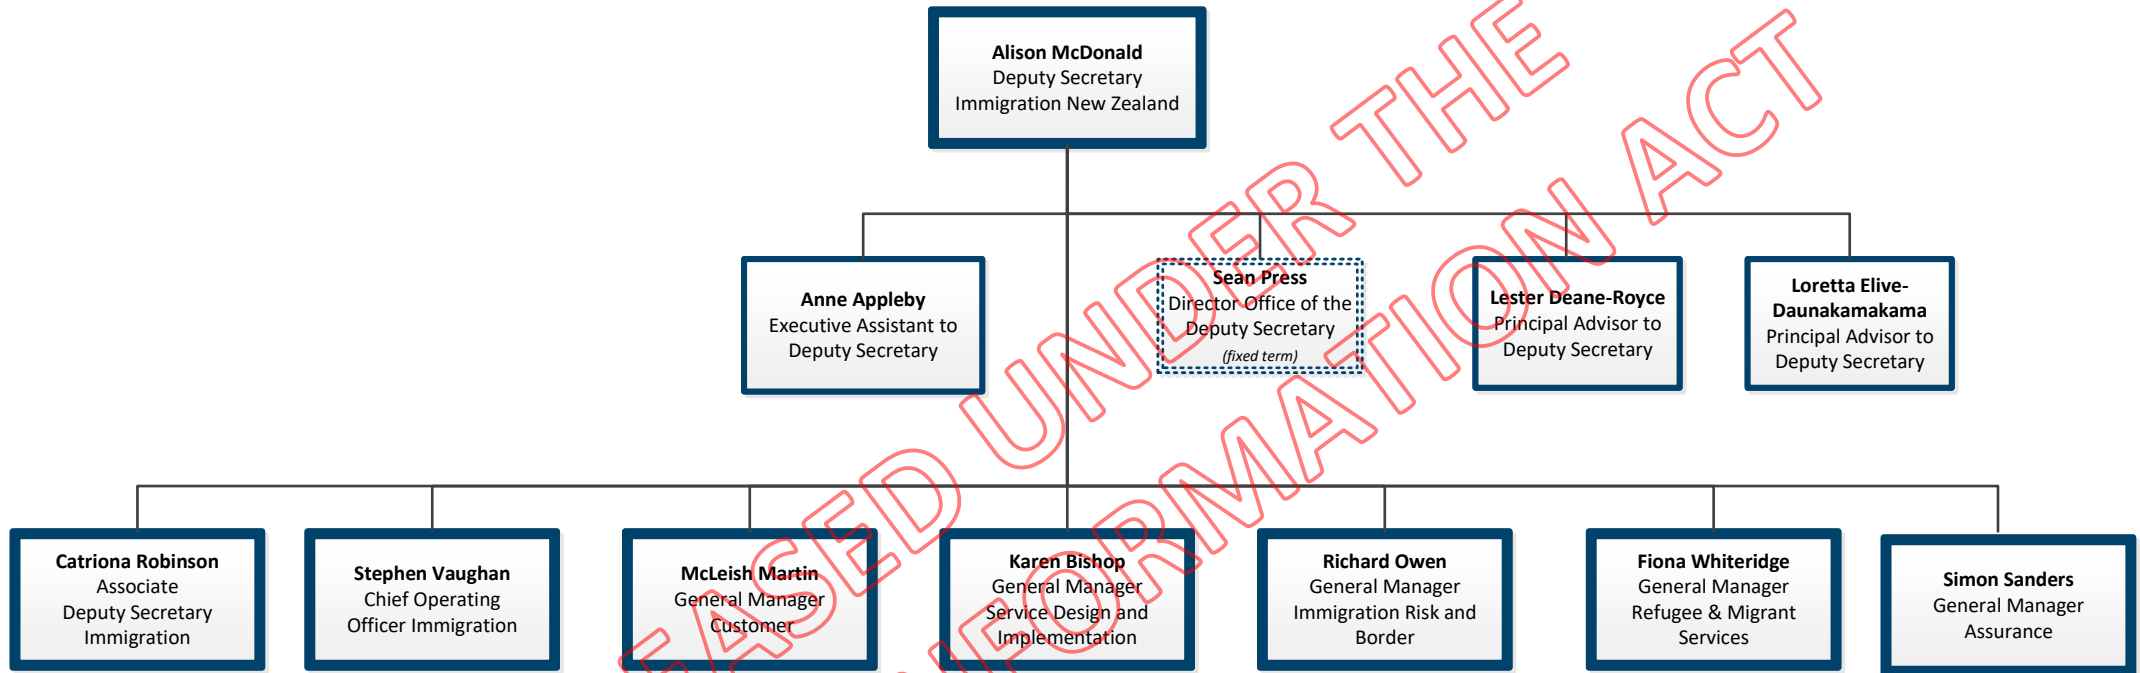 Alison McDonald
Deputy Secretary
Immigration New Zealand
Anne Appleby
Executive Assistant to
Deputy Secretary
Sean Press
Director Office of the
Deputy Secretary
(fixed term)
Lester Deane-Royce
Principal Advisor to
Deputy Secretary
Loretta Elive-
Daunakamakama
Principal Advisor to
Deputy Secretary
Catriona Robinson
Associate
Deputy Secretary
Immigration
Stephen Vaughan
Chief Operating
Officer Immigration
McLeish Martin
General Manager
Customer
Karen Bishop
General Manager
Service Design and
Implementation
Richard Owen
General Manager
Immigration Risk and
Border
Fiona Whiteridge
General Manager
Refugee & Migrant
Services
Simon Sanders
General Manager
Assurance
EASED UNDER THE
INFORMATION ACT